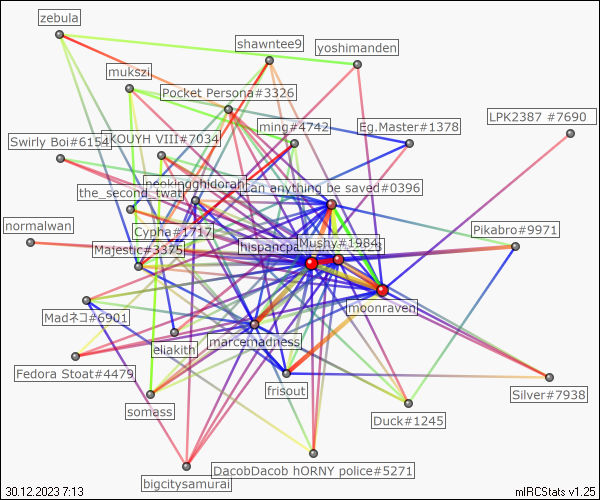 zebula
shawntee9
yoshimanden
mukszi
Pocket Persona#3326
LPK2387 #7690
ming#4742
Eg.Master#1378
Swirly Boi#6154
KOUYH VIII#7034
neokingghidorah
can anything be saved#0396
the_second_twat
normalwan
Cypha#1717
Pikabro#9971
Majestic#3375
Mushy#1984
moonraven
Madネコ#6901
eliakith
marcemadness
Fedora Stoat#4479
frisout
Silver#7938
somass
Duck#1245
DacobDacob hORNY police#5271
bigcitysamurai
30.12.2023 7:13
mIRCStats v1.25